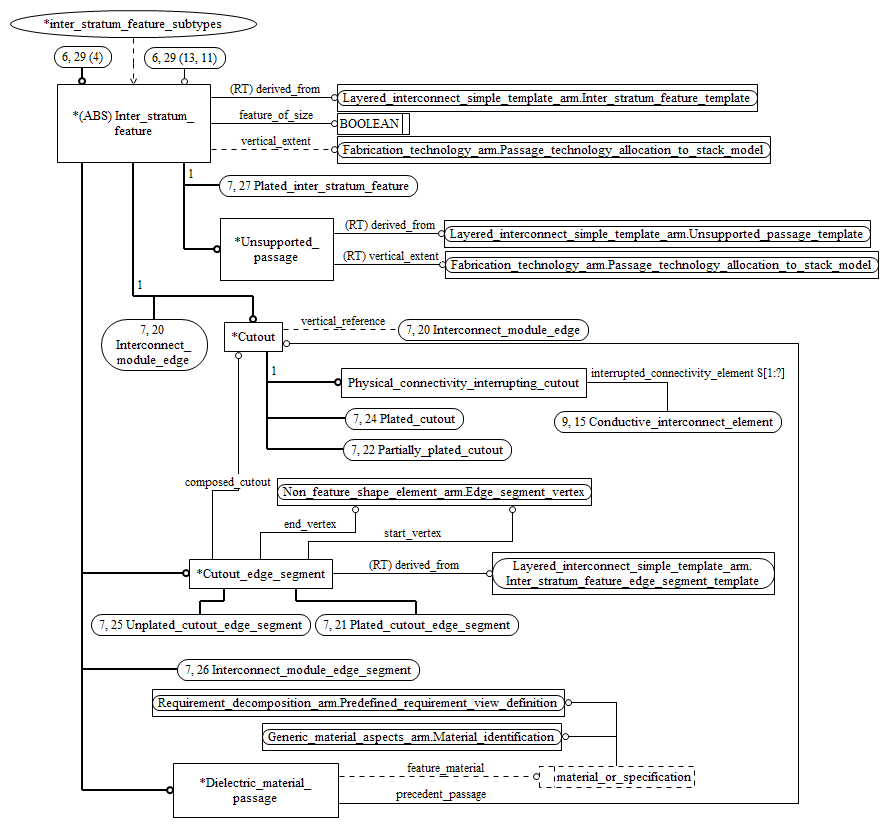 *inter_stratum_feature_subtypes
6, 29 (4)
6, 29 (13, 11)
*(ABS) Inter_stratum_
feature
(RT) derived_from
Layered_interconnect_simple_template_arm.Inter_stratum_feature_template
feature_of_size
BOOLEAN
vertical_extent
Fabrication_technology_arm.Passage_technology_allocation_to_stack_model
1
7, 27 Plated_inter_stratum_feature
*Unsupported_
passage
(RT) derived_from
Layered_interconnect_simple_template_arm.Unsupported_passage_template
(RT) vertical_extent
Fabrication_technology_arm.Passage_technology_allocation_to_stack_model
1
7, 20
Interconnect_
module_edge
*Cutout
vertical_reference
7, 20 Interconnect_module_edge
1
Physical_connectivity_interrupting_cutout
interrupted_connectivity_element S[1:?]
7, 24 Plated_cutout
9, 15 Conductive_interconnect_element
7, 22 Partially_plated_cutout
composed_cutout
Non_feature_shape_element_arm.Edge_segment_vertex
end_vertex
start_vertex
*Cutout_edge_segment
(RT) derived_from
Layered_interconnect_simple_template_arm.
Inter_stratum_feature_edge_segment_template
7, 25 Unplated_cutout_edge_segment
7, 21 Plated_cutout_edge_segment
7, 26 Interconnect_module_edge_segment
Requirement_decomposition_arm.Predefined_requirement_view_definition
Generic_material_aspects_arm.Material_identification
*Dielectric_material_
passage
feature_material
material_or_specification
precedent_passage